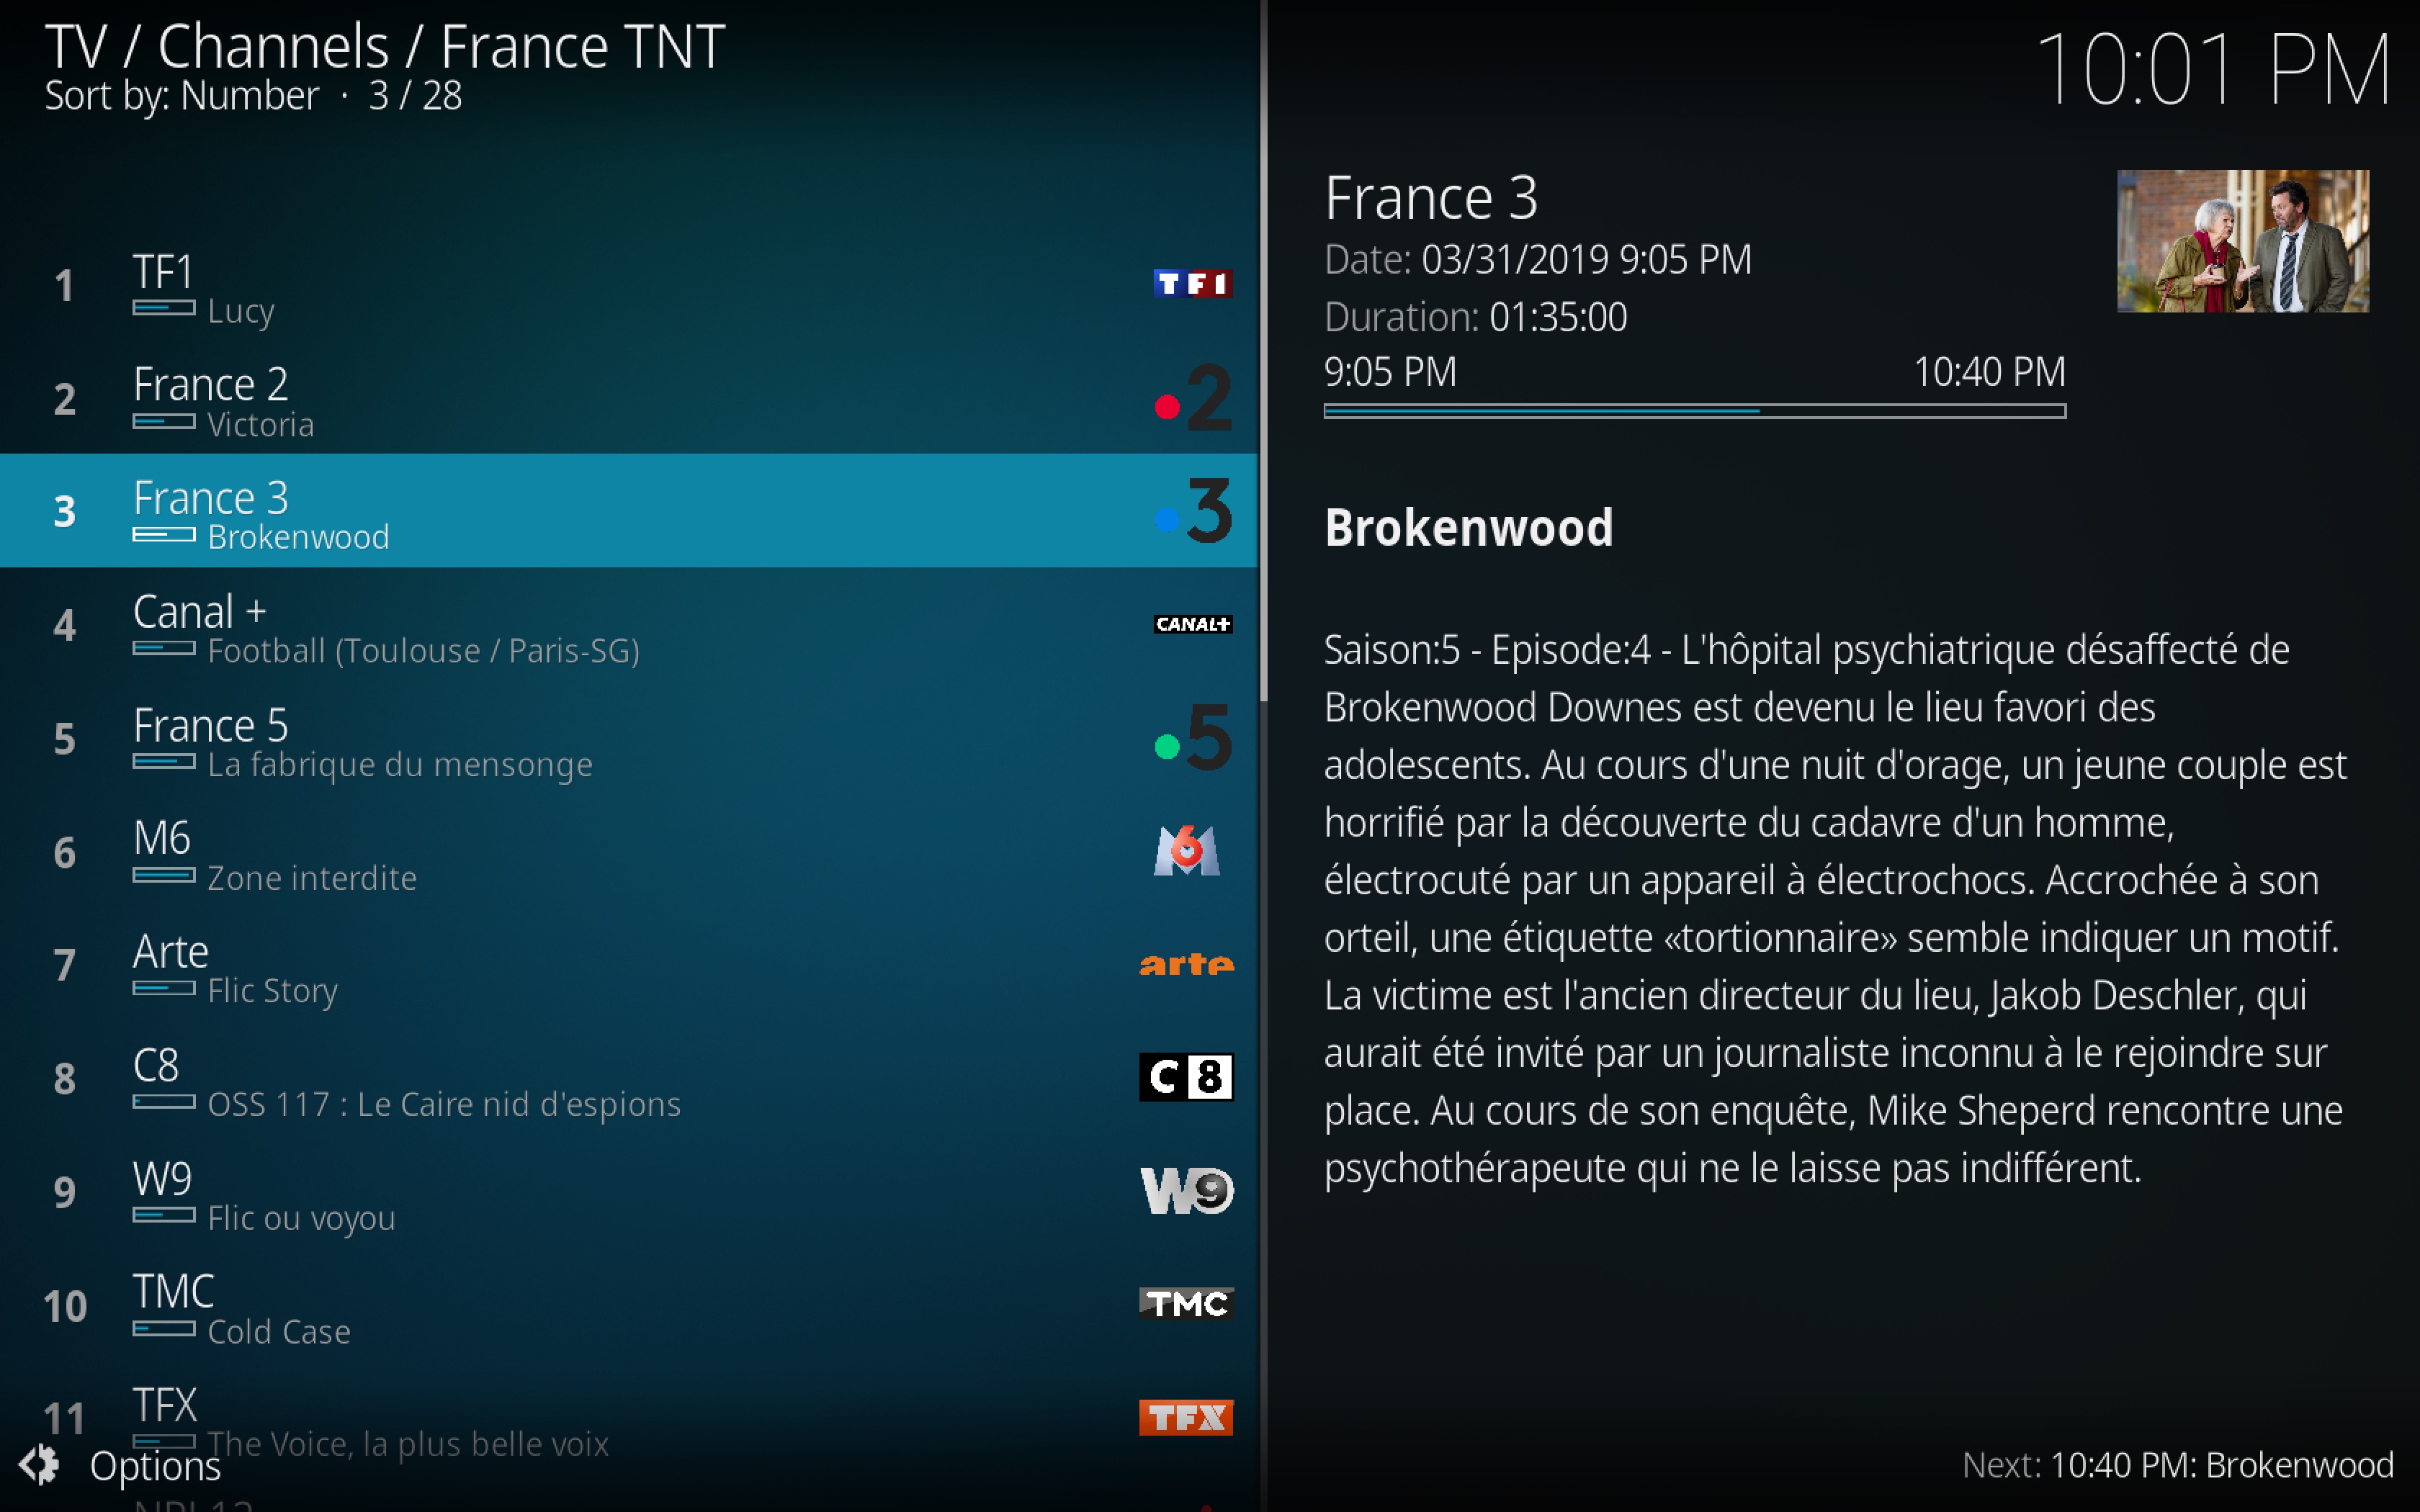 TV / Channels / France TNT
Sort by: Number · 3 / 28
10:01 PM
1
TF1
Lucy
TF1
2
France 2
Victoria
2
3
France 3
Brokenwood
3
4
Canal +
Football (Toulouse / Paris-SG)
CANAL+
5
France 5
La fabrique du mensonge
5
6
M6
Zone interdite
M6
7
Arte
Flic Story
arte
8
C8
OSS 117 : Le Caire nid d'espions
C8
9
W9
Flic ou voyou
W9
10
TMC
Cold Case
TMC
11
TFX
The Voice, la plus belle voix
TFX
Options
France 3
Date: 03/31/2019 9:05 PM
Duration: 01:35:00
9:05 PM 10:40 PM
Brokenwood
Saison:5 - Episode:4 - L'hôpital psychiatrique désaffecté de
Brokenwood Downes est devenu le lieu favori des
adolescents. Au cours d'une nuit d'orage, un jeune couple est
horrifié par la découverte du cadavre d'un homme,
électrocuté par un appareil à électrochocs. Accrochée à son
orteil, une étiquette «tortionnaire» semble indiquer un motif.
La victime est l'ancien directeur du lieu, Jakob Deschler, qui
aurait été invité par un journaliste inconnu à le rejoindre sur
place. Au cours de son enquête, Mike Sheperd rencontre une
psychothérapeute qui ne le laisse pas indifférent.
Next: 10:40 PM: Brokenwood